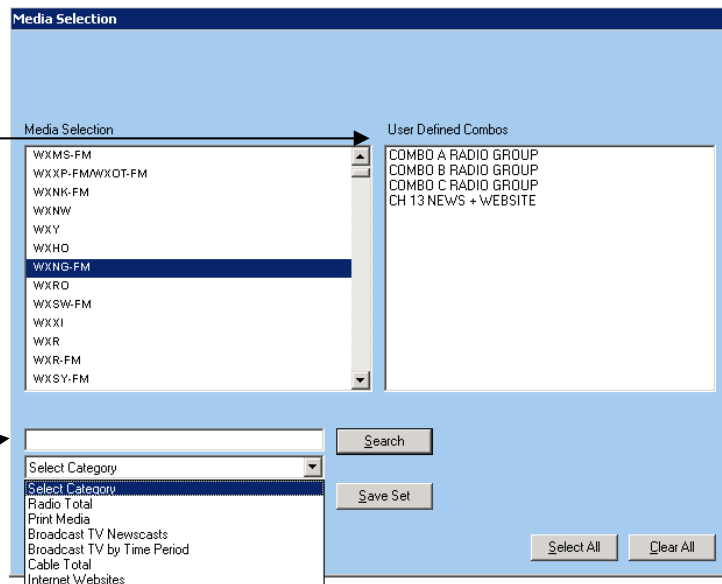 Media Selection
Media Selection
User Defined Combos
WXMS-FM
WXXP-FM/WXOT-FM
WXNK-FM
WXNW
WXY
WXHO
WXNG-FM
WXRO
WXSW-FM
WXXI
WXR
WXR-FM
WXSY-FM
COMBO A RADIO GROUP
COMBO B RADIO GROUP
COMBO C RADIO GROUP
CH 13 NEWS + WEBSITE
Search
Select Category
Select Category
Radio Total
Print Media
Broadcast TV Newscasts
Broadcast TV by Time Period
Cable Total
Internet Websites
Save Set
Select All
Clear All